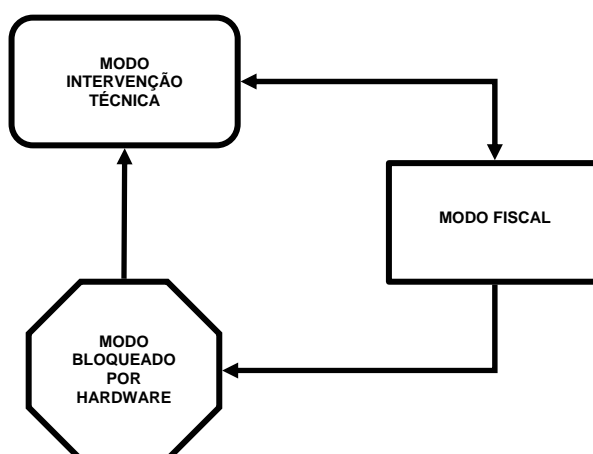 MODO
INTERVENÇÃO
TÉCNICA
MODO FISCAL
MODO
BLOQUEADO
POR
HARDWARE